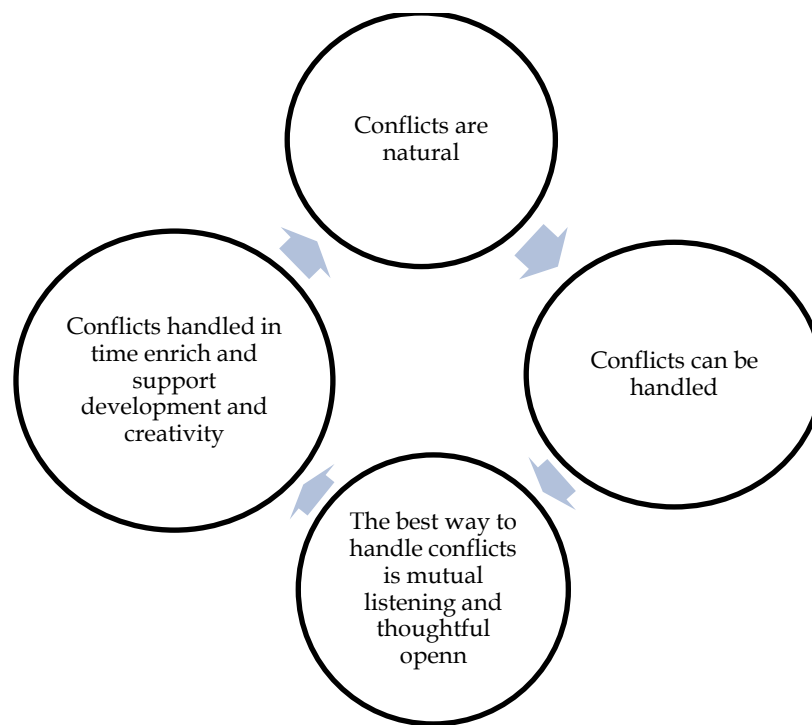 Conflicts are
natural
Conflicts can be
handled
The best way to
handle conflicts
is mutual
listening and
thoughtful
openn
Conflicts handled in
time enrich and
support
development and
creativity